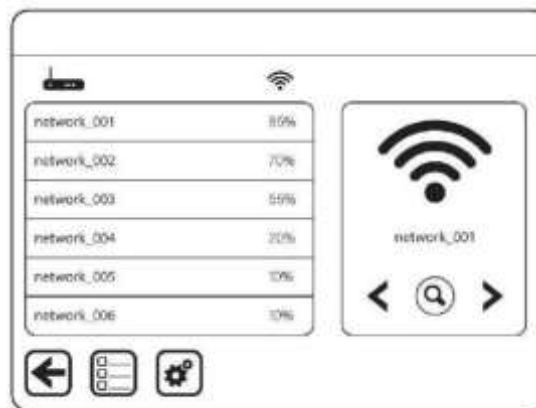 network_001 85%
network_002 70%
network_003 55%
network_004 20%
network_005 10%
network_006 10%
network_001